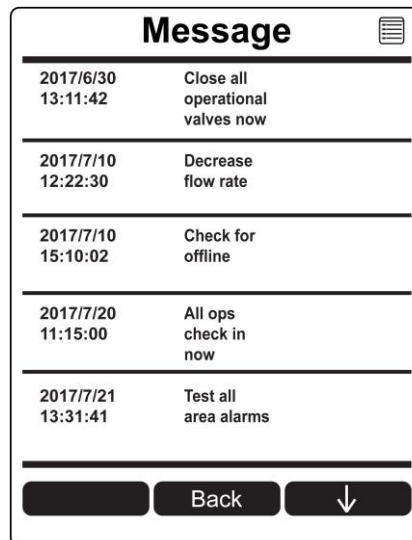 Message
2017/6/30 Close all
13:11:42 operational
valves now
2017/7/10 Decrease
12:22:30 flow rate
2017/7/10 Check for
15:10:02 offline
2017/7/20 All ops
11:15:00 check in
now
2017/7/21 Test all
13:31:41 area alarms
Back ↓